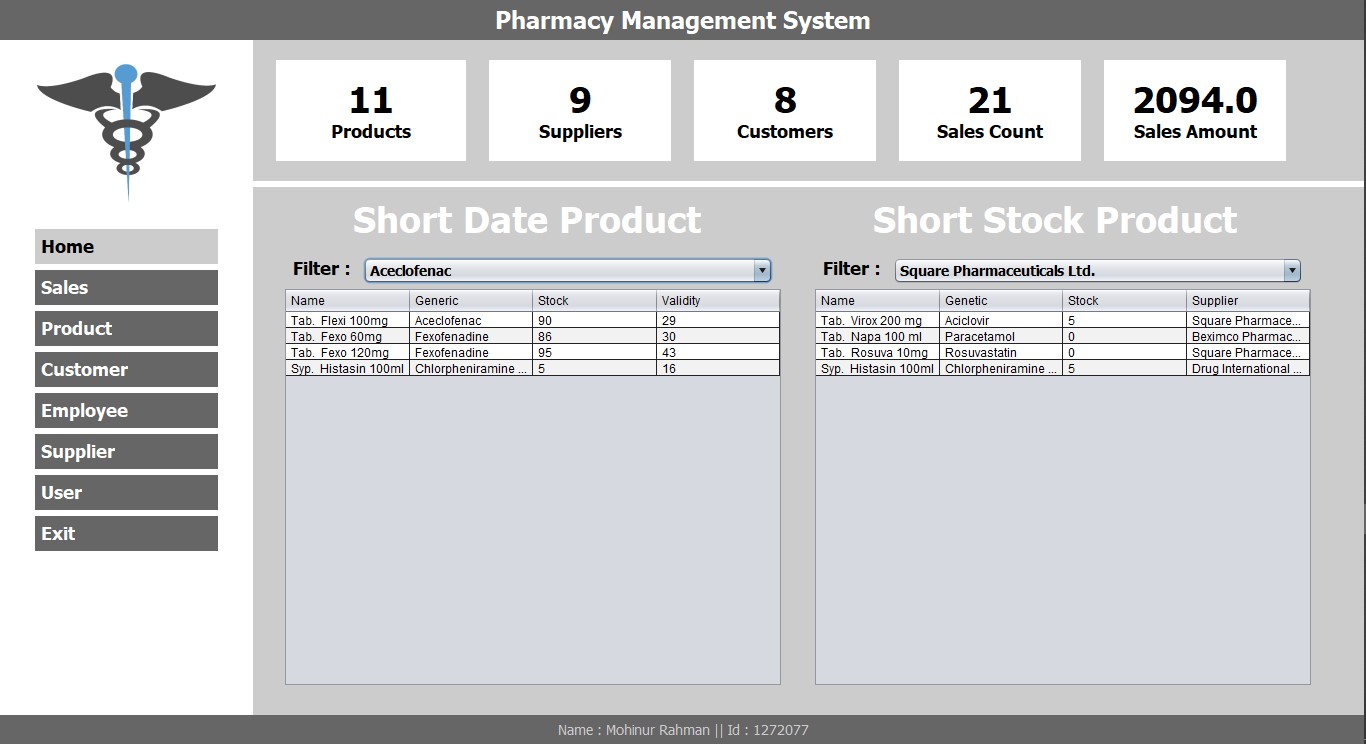 Pharmacy Management System
11
Products
9
Suppliers
8
Customers
21
Sales Count
2094.0
Sales Amount
Home
Sales
Product
Customer
Employee
Supplier
User
Exit
Short Date Product
Filter : Aceclofenac
Name Generic Stock Validity
Tab. Flexi 100mg Aceclofenac 90 29
Tab. Fexo 60mg Fexofenadine 86 30
Tab. Fexo 120mg Fexofenadine 95 43
Syp. Histasin 100ml Chlorpheniramine ... 5 16
Short Stock Product
Filter : Square Pharmaceuticals Ltd.
Name Genetic Stock Supplier
Tab. Virox 200 mg Aciclovir 5 Square Pharmace...
Tab. Napa 100 ml Paracetamol 0 Beximco Pharmac...
Tab. Rosuva 10mg Rosuvastatin 0 Square Pharmace...
Syp. Histasin 100ml Chlorpheniramine ... 5 Drug International ...
Name : Mohinur Rahman || Id : 1272077